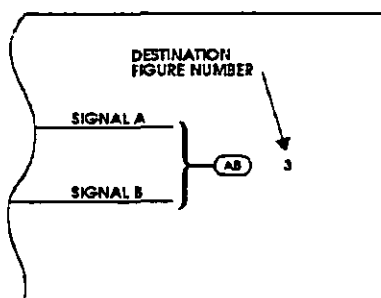 DESTINATION
FIGURE NUMBER
SIGNAL A
AB 3
SIGNAL B